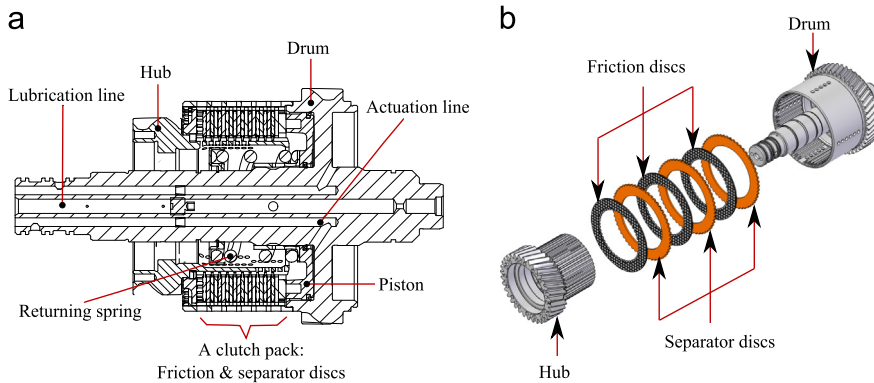 a
Drum
Hub
Lubrication line
Actuation line
Returning spring
Piston
A clutch pack:
Friction & separator discs
b
Drum
Friction discs
Separator discs
Hub